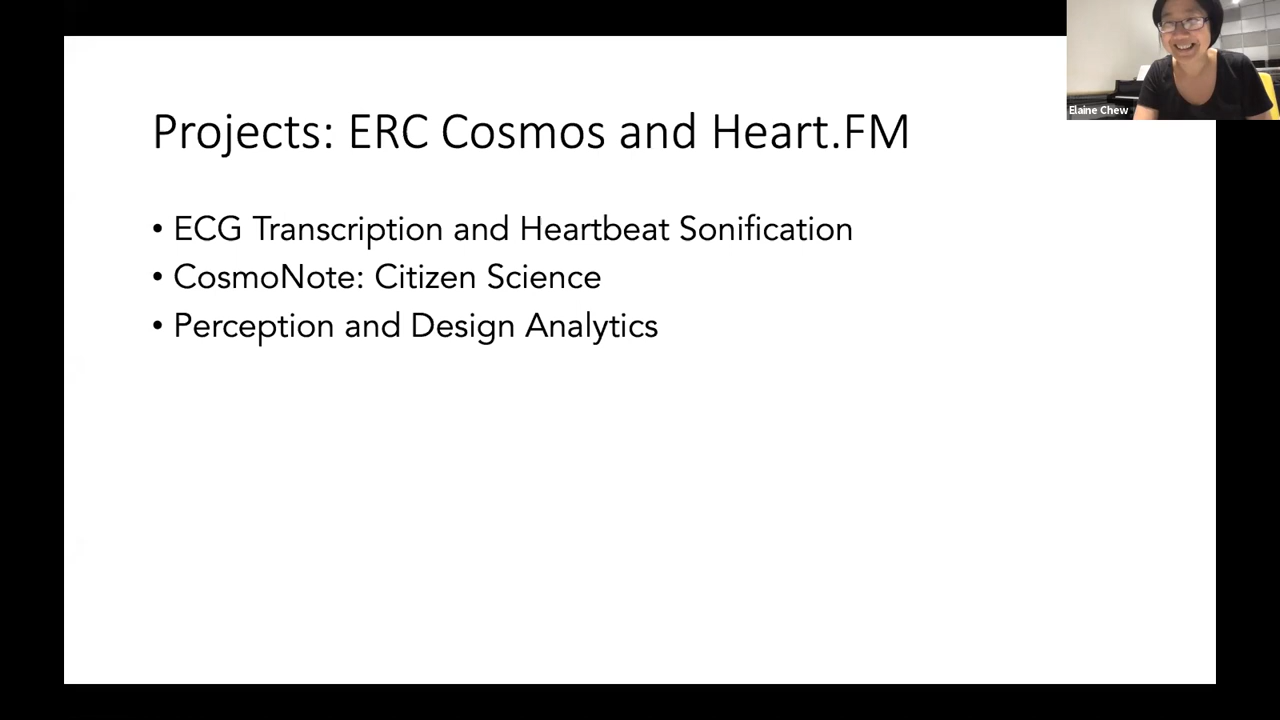 Projects: ERC Cosmos and Heart.FM
• ECG Transcription and Heartbeat Sonification
• CosmoNote: Citizen Science
• Perception and Design Analytics
Elaine Chew